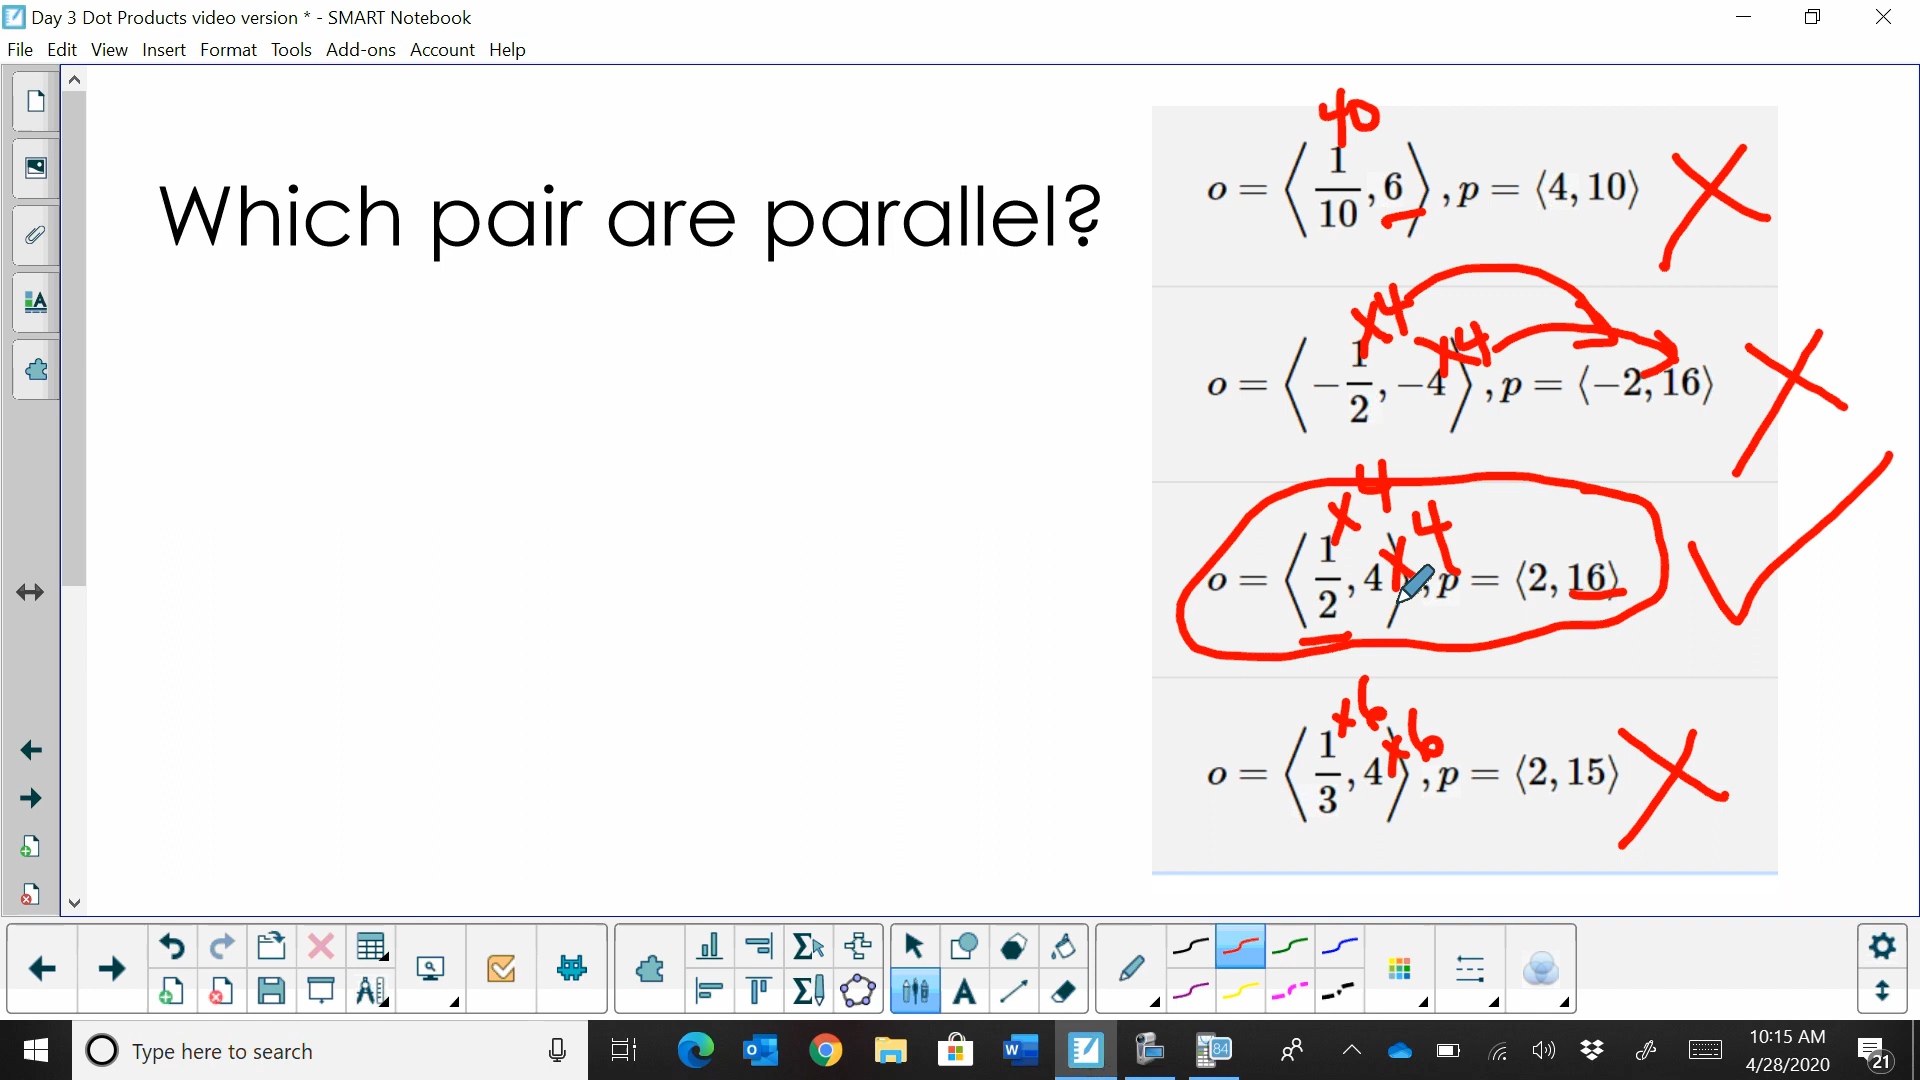 Day 3 Dot Products video version * - SMART Notebook
File Edit View Insert Format Tools Add-ons Account Help
Which pair are parallel?
40
o = ⟨1/10, 6⟩, p = ⟨4, 10⟩
x4
x4
o = ⟨-1/2, -4⟩, p = ⟨-2, 16⟩
x4
x4
o = ⟨1/2, 4⟩, p = ⟨2, 16⟩
x6
x6
o = ⟨1/3, 4⟩, p = ⟨2, 15⟩
A
Type here to search
84
10:15 AM
4/28/2020
21